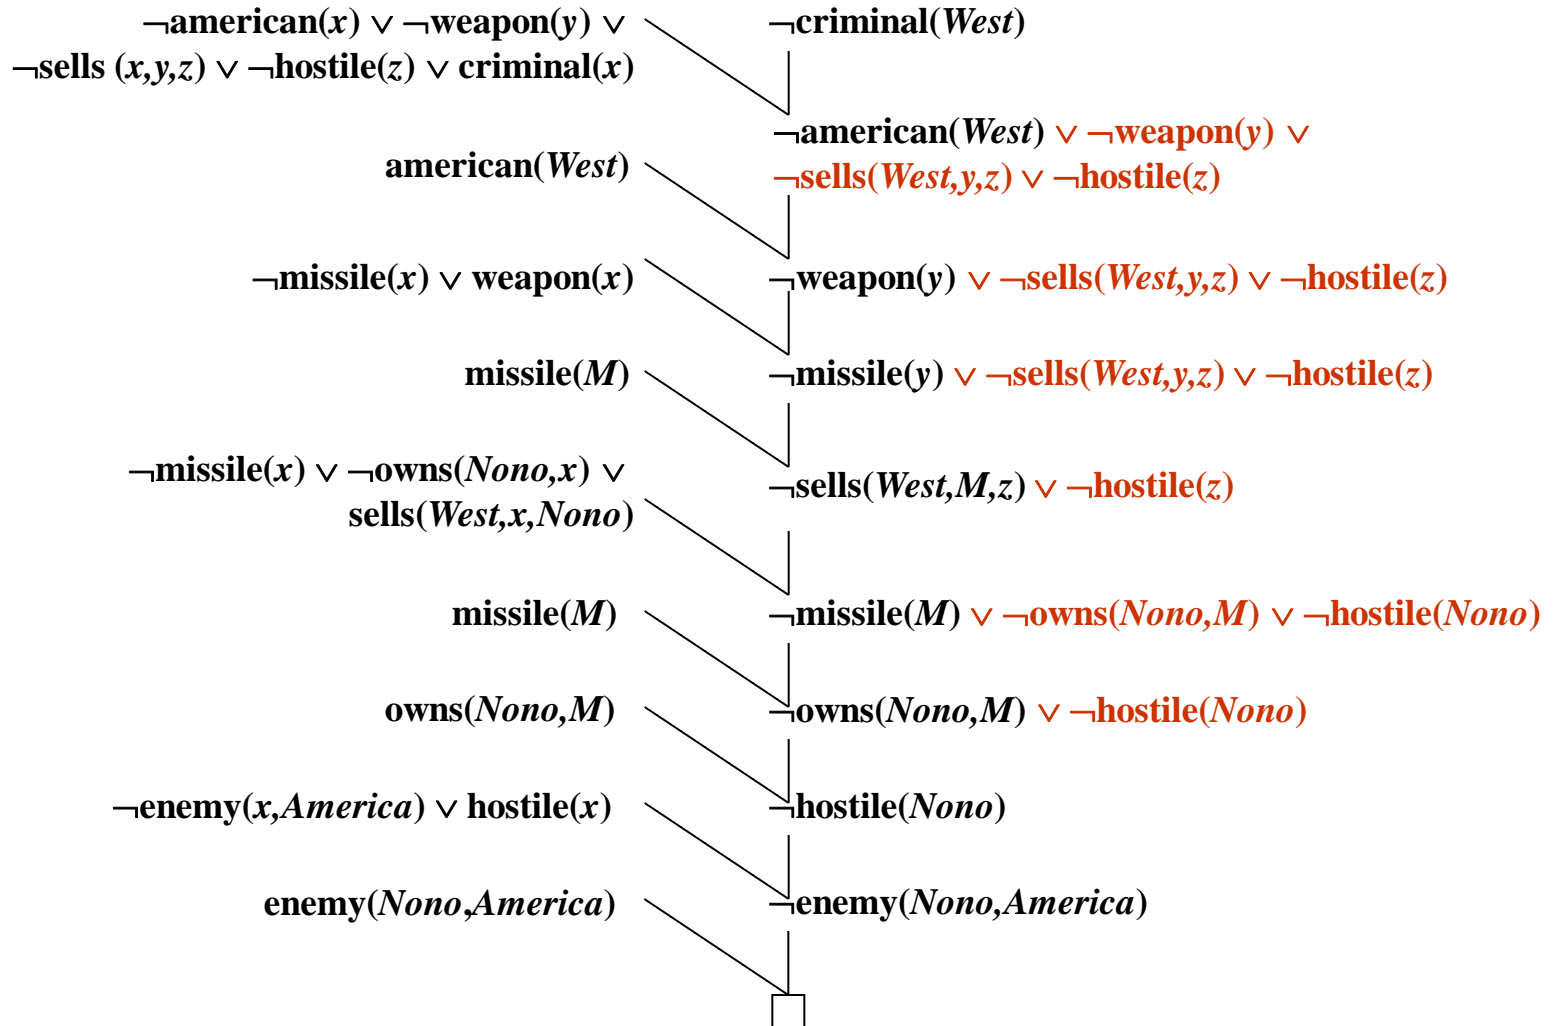 ¬american(x) ∨ ¬weapon(y) ∨
¬sells (x,y,z) ∨ ¬hostile(z) ∨ criminal(x)
¬criminal(West)
¬american(West) ∨ ¬weapon(y) ∨
¬sells(West,y,z) ∨ ¬hostile(z)
american(West)
¬missile(x) ∨ weapon(x)
¬weapon(y) ∨ ¬sells(West,y,z) ∨ ¬hostile(z)
missile(M)
¬missile(y) ∨ ¬sells(West,y,z) ∨ ¬hostile(z)
¬missile(x) ∨ ¬owns(Nono,x) ∨
sells(West,x,Nono)
¬sells(West,M,z) ∨ ¬hostile(z)
missile(M)
¬missile(M) ∨ ¬owns(Nono,M) ∨ ¬hostile(Nono)
owns(Nono,M)
¬owns(Nono,M) ∨ ¬hostile(Nono)
¬enemy(x,America) ∨ hostile(x)
¬hostile(Nono)
enemy(Nono,America)
¬enemy(Nono,America)